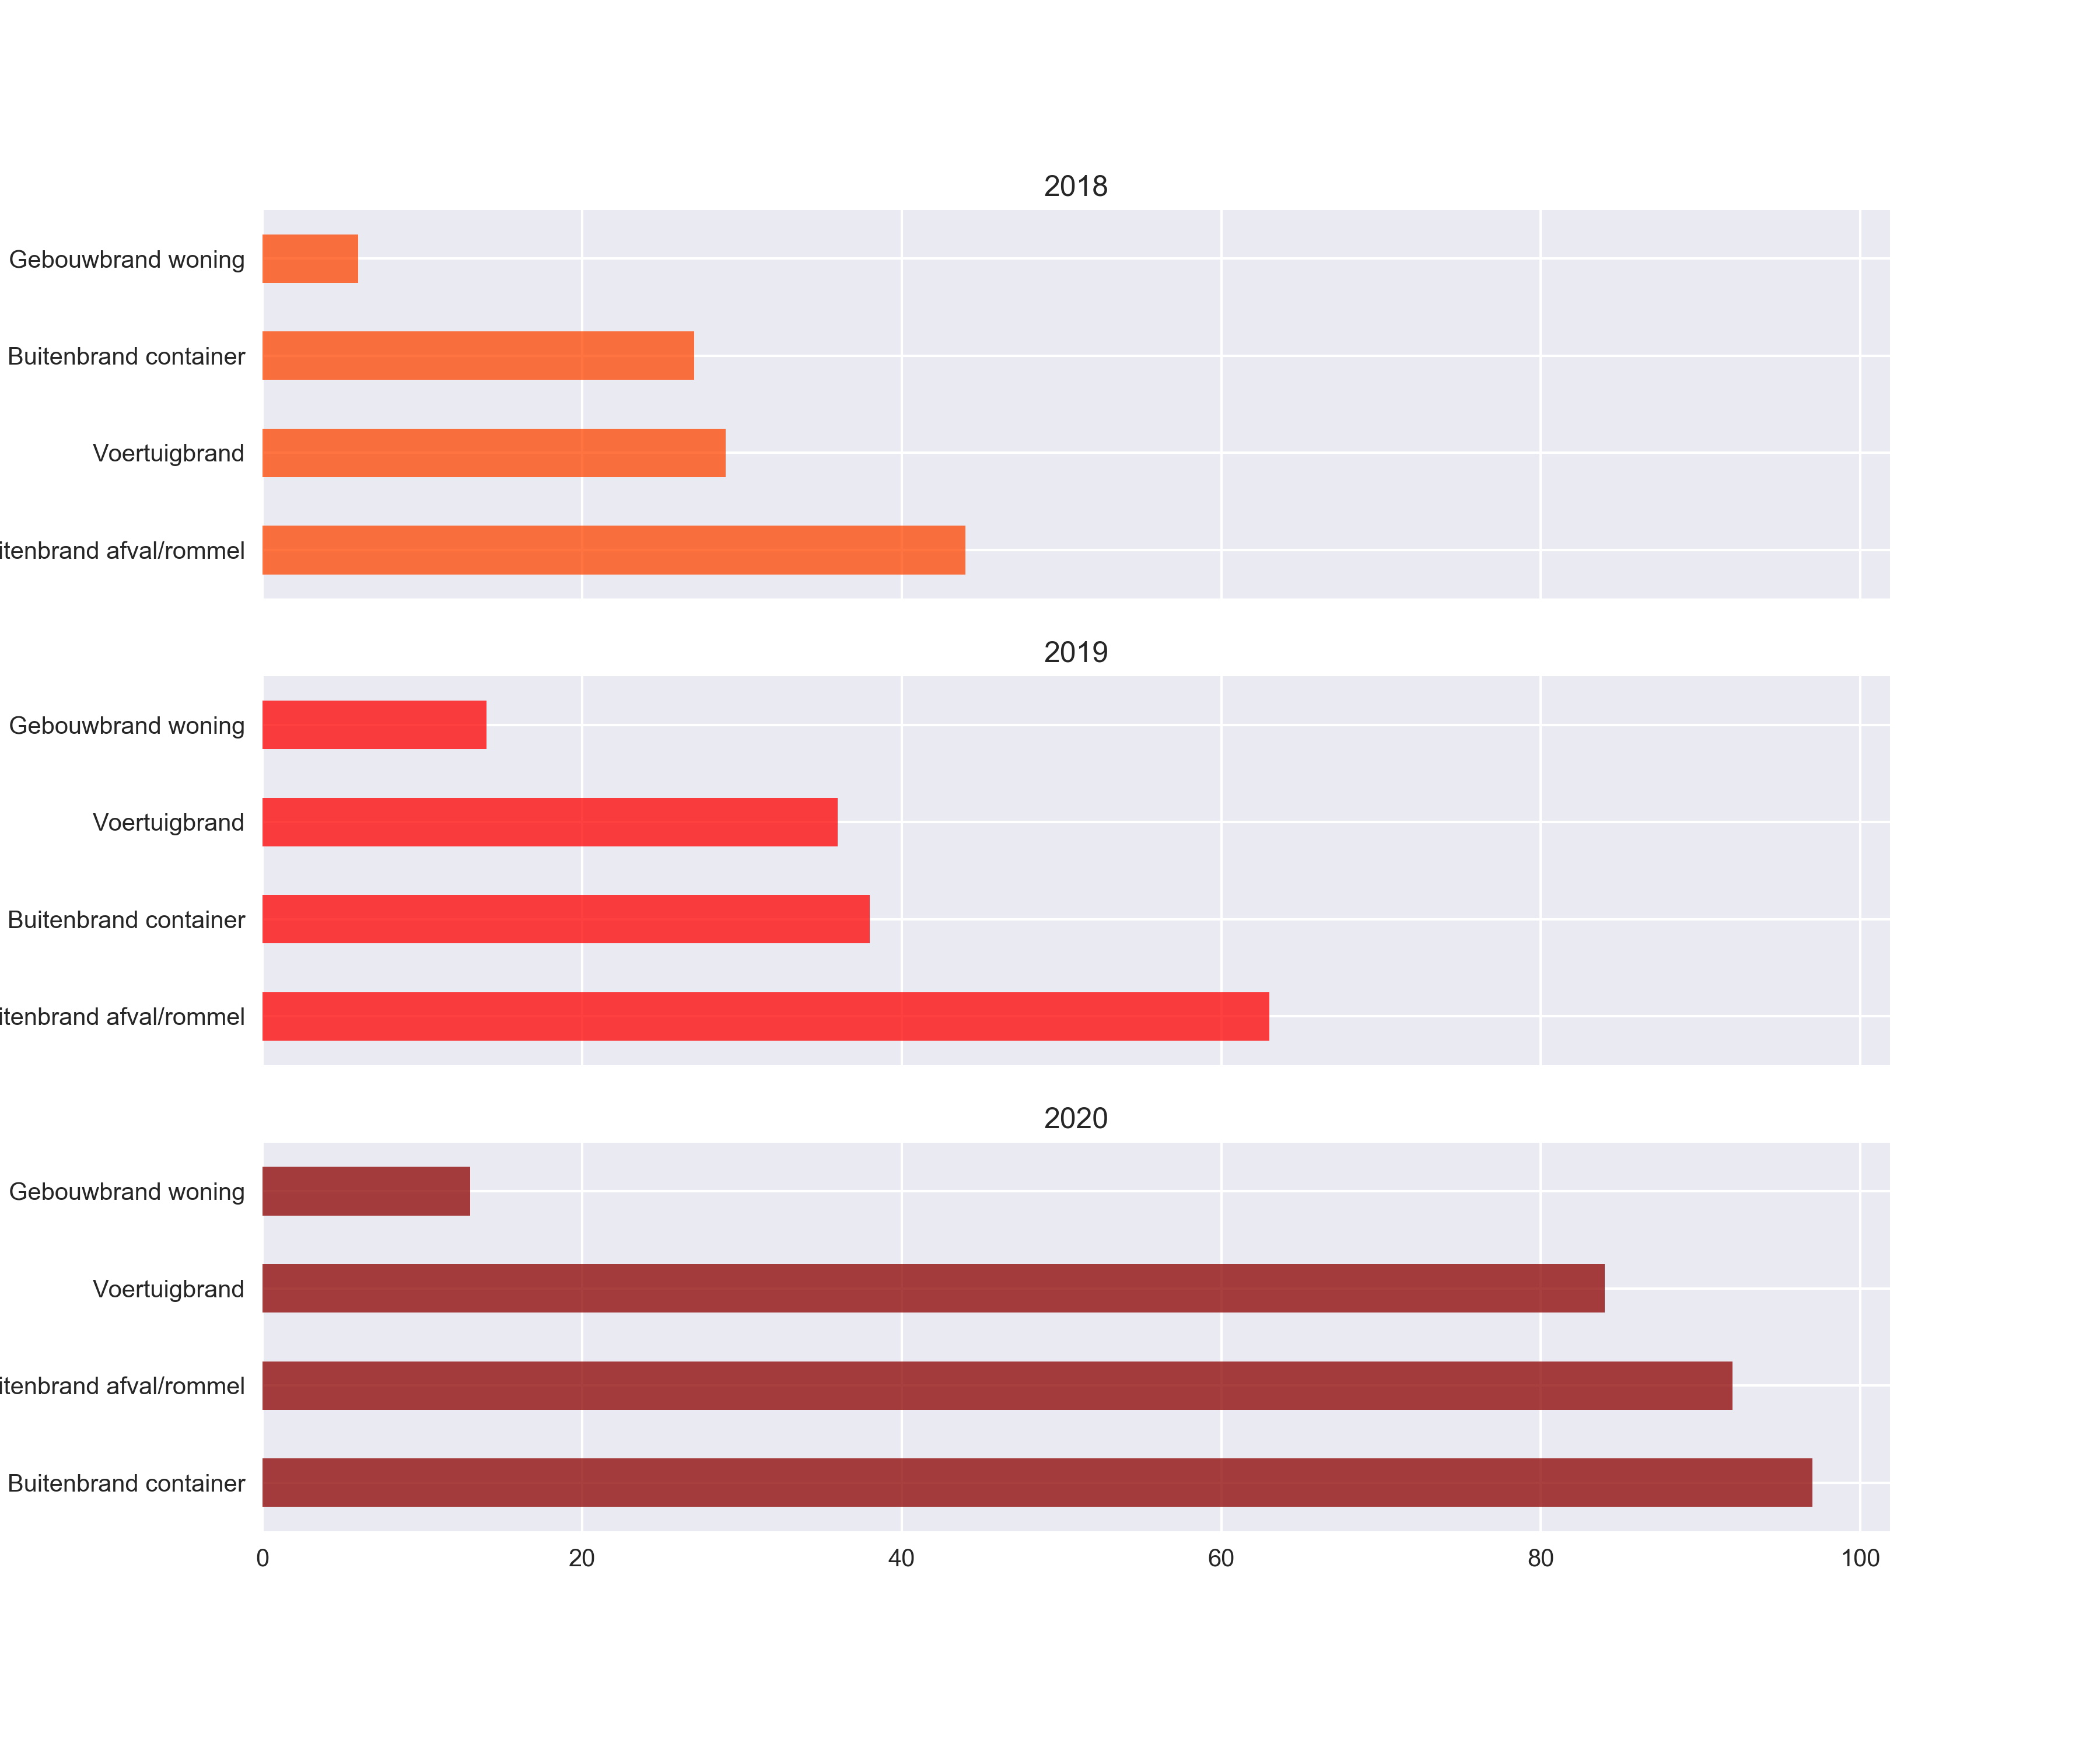 2018
Gebouwbrand woning
Buitenbrand container
Voertuigbrand
itenbrand afval/rommel
2019
Gebouwbrand woning
Voertuigbrand
Buitenbrand container
itenbrand afval/rommel
2020
Gebouwbrand woning
Voertuigbrand
itenbrand afval/rommel
Buitenbrand container
0 20 40 60 80 100